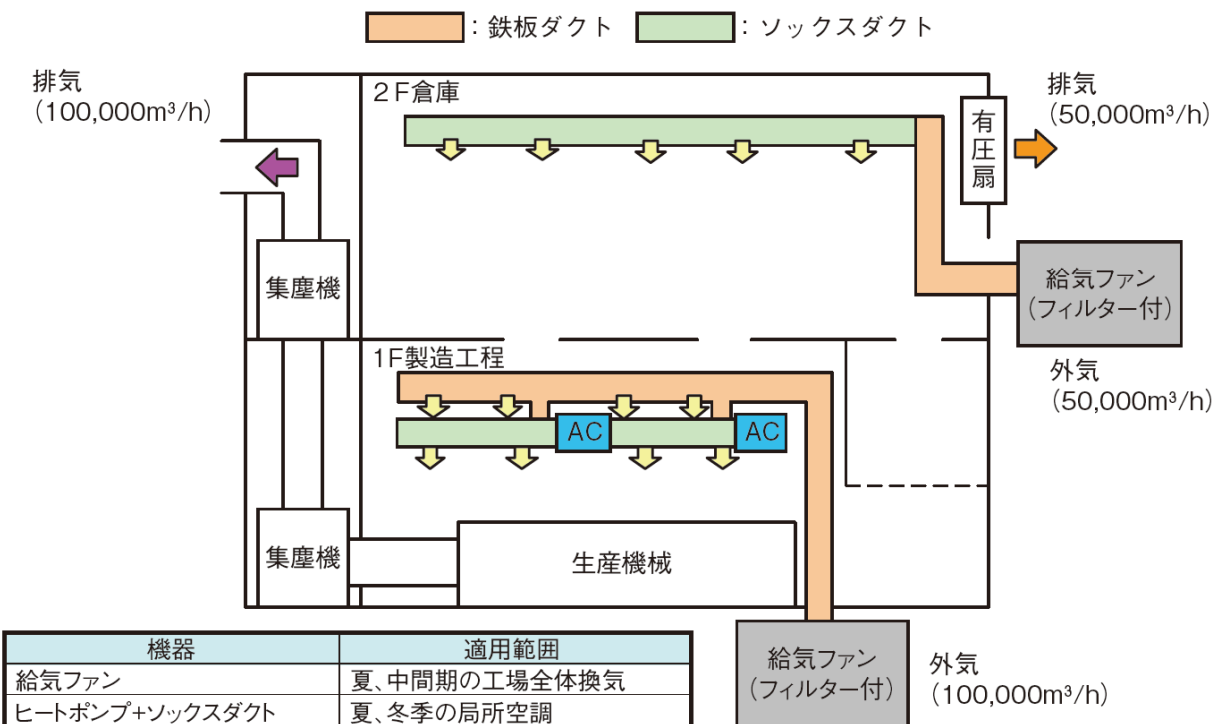 ：鉄板ダクト ：ソックスダクト
排気
（100,000m³/h）
2F倉庫
有圧扇
排気
（50,000m³/h）
集塵機
給気ファン
（フィルター付）
外気
（50,000m³/h）
1F製造工程
AC AC
集塵機
生産機械
給気ファン
（フィルター付）
外気
（100,000m³/h）
機器 適用範囲
給気ファン 夏、中間期の工場全体換気
ヒートポンプ+ソックスダクト 夏、冬季の局所空調